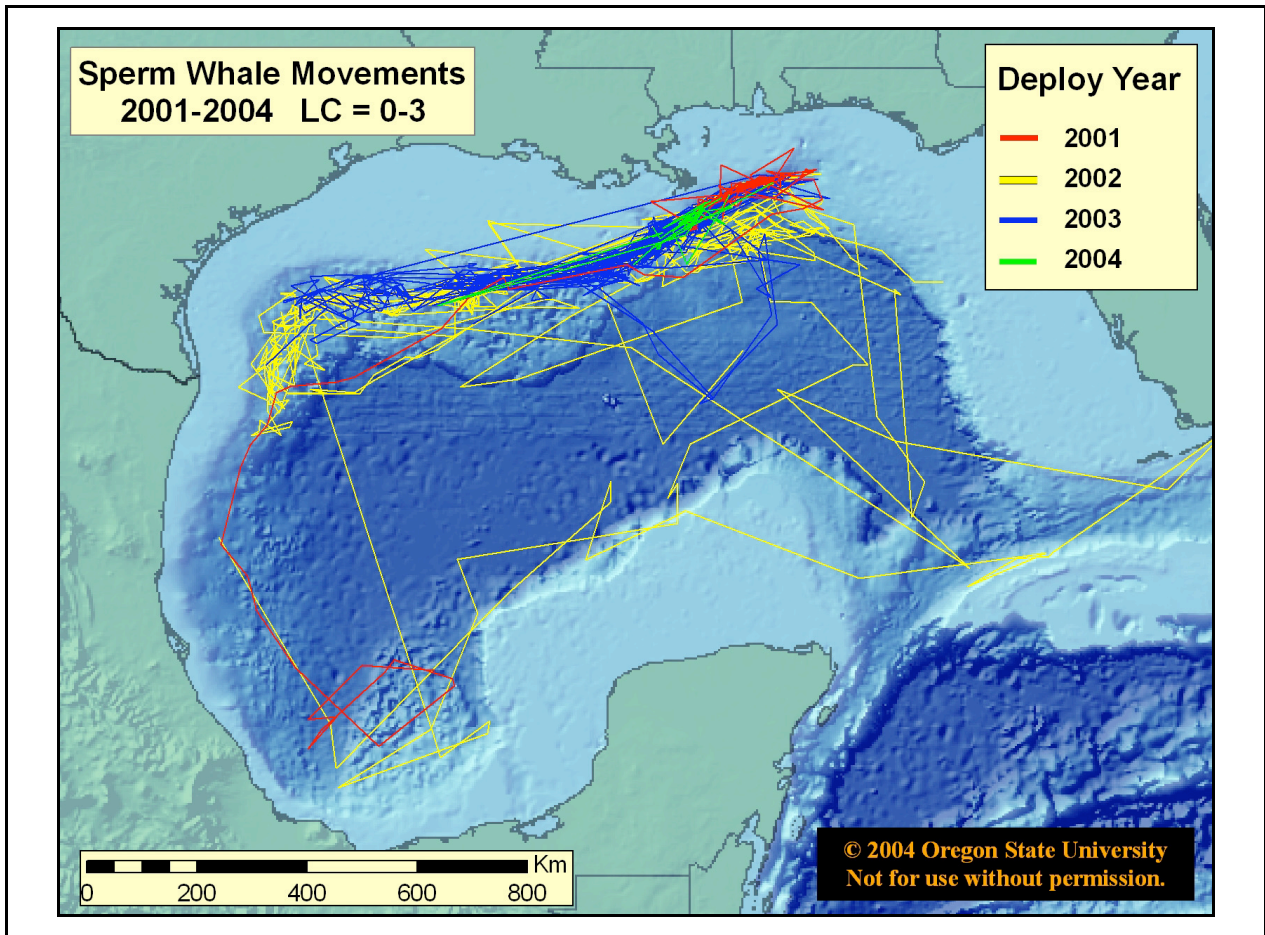 Sperm Whale Movements
2001-2004 LC = 0-3
Deploy Year
2001
2002
2003
2004
Km
0 200 400 600 800
© 2004 Oregon State University
Not for use without permission.